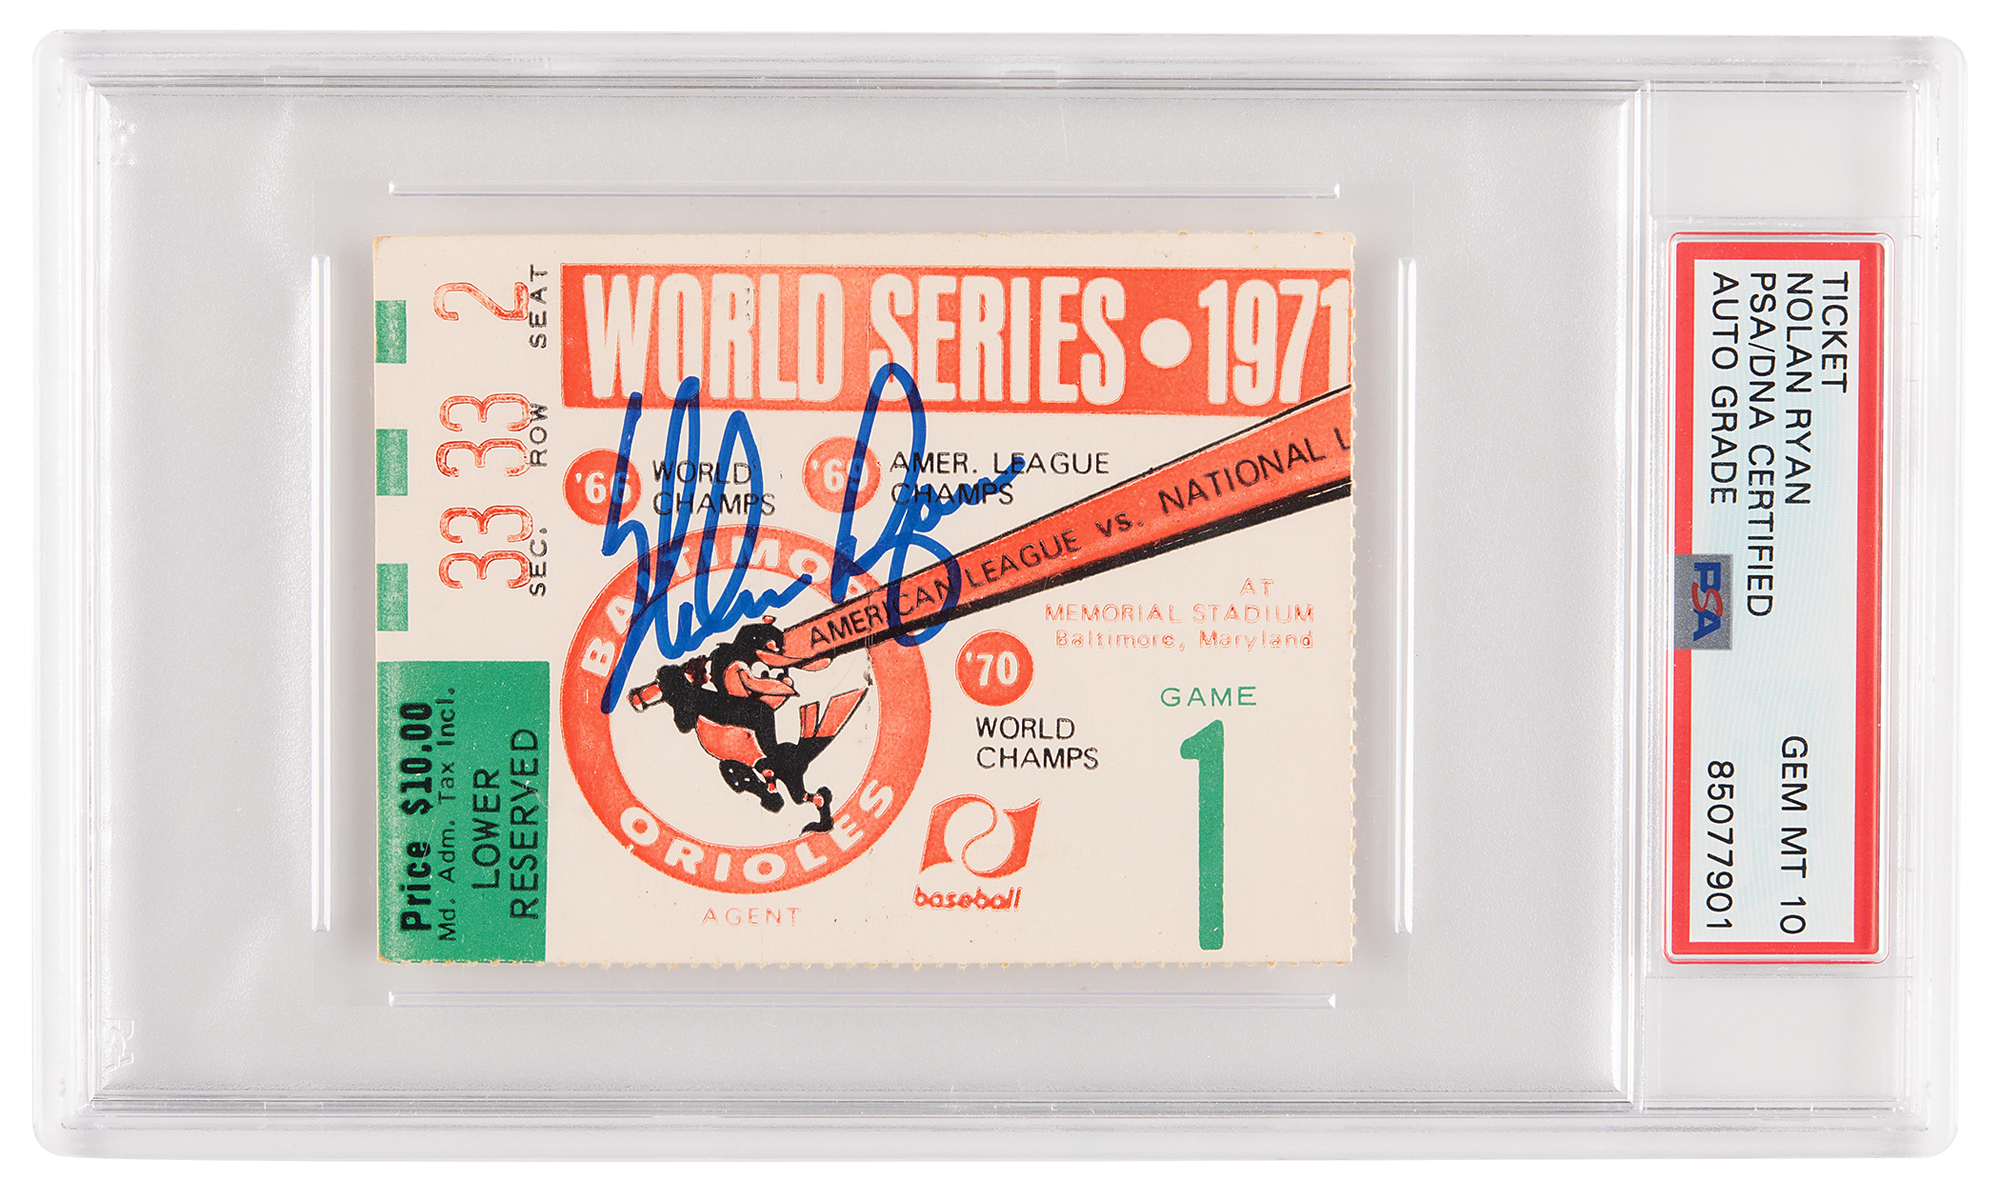 WORLD SERIES • 1971
2
SEAT
33
33
ROW
33
33
SEC.
'66
WORLD
CHAMPS
'69
AMER. LEAGUE
CHAMPS
AMERICAN LEAGUE vs. NATIONAL L
BALTIMORE
ORIOLES
AT
MEMORIAL STADIUM
Baltimore, Maryland
'70
WORLD
CHAMPS
GAME
1
baseball
AGENT
Price $10.00
Md. Adm. Tax Incl.
LOWER
RESERVED
Nolan Ryan
TICKET
NOLAN RYAN GEM MT 10
PSA/DNA CERTIFIED
AUTO GRADE 85077901
PSA